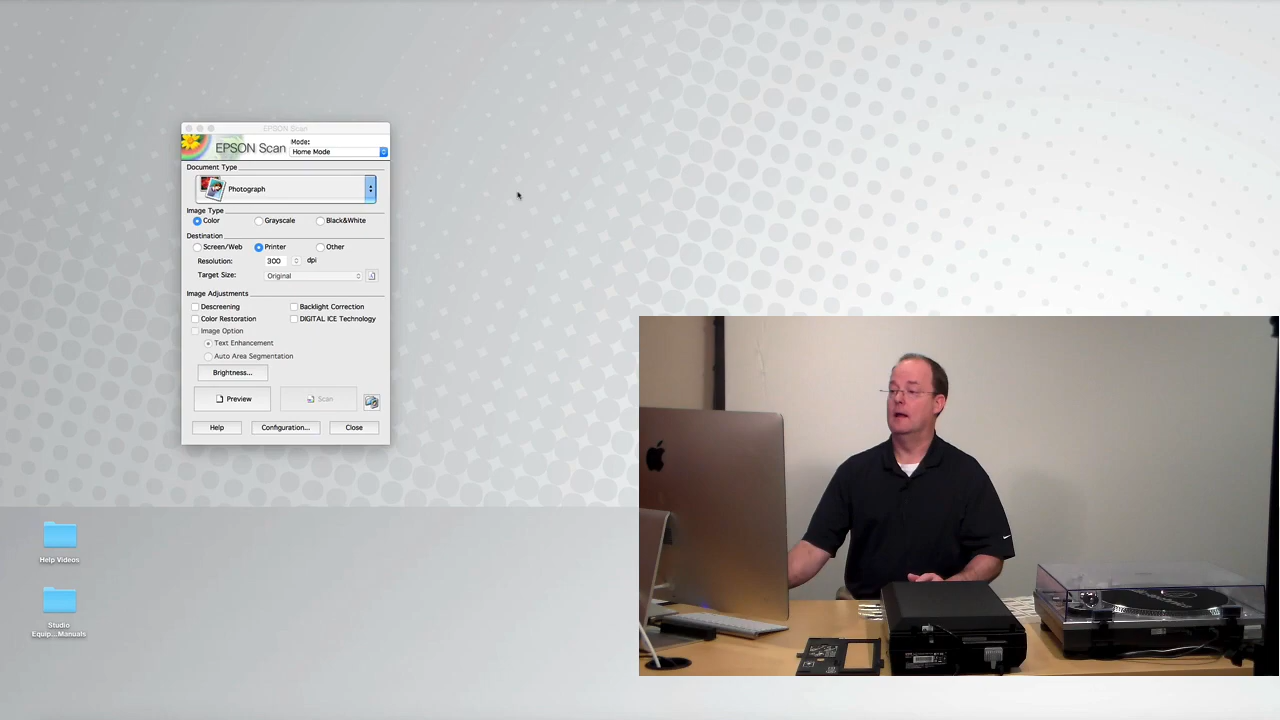 EPSON Scan
EPSON Scan
Mode:
Home Mode
Document Type
Photograph
Image Type
Color Grayscale Black&White
Destination
Screen/Web Printer Other
Resolution: 300 dpi
Target Size: Original
Image Adjustments
Descreening Backlight Correction
Color Restoration DIGITAL ICE Technology
Image Option
Text Enhancement
Auto Area Segmentation
Brightness...
Preview Scan
Help Configuration... Close
Help Videos
Studio
Equip...Manuals